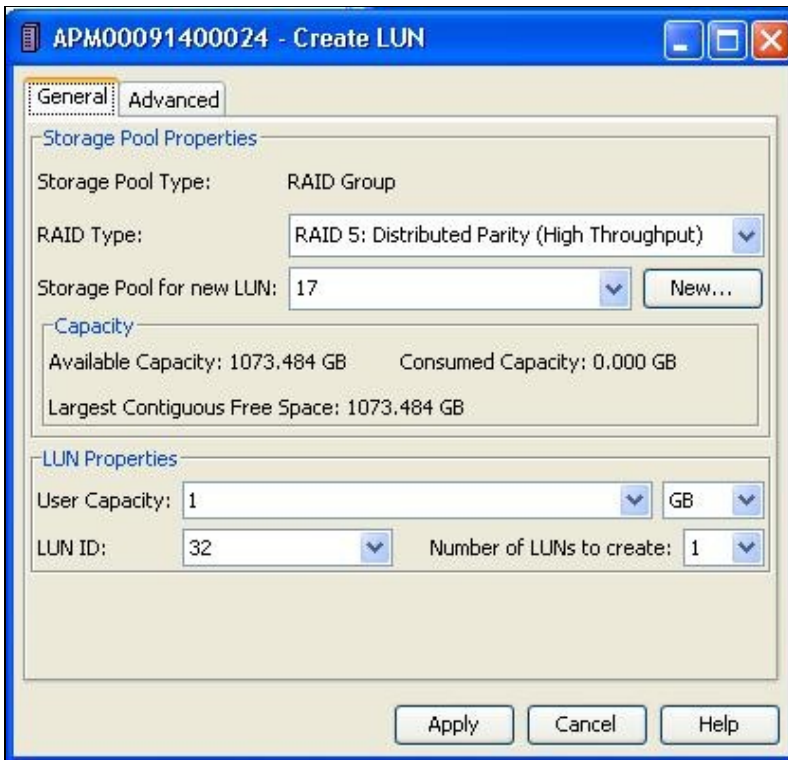 APM00091400024 - Create LUN
General Advanced
Storage Pool Properties
Storage Pool Type: RAID Group
RAID Type: RAID 5: Distributed Parity (High Throughput)
Storage Pool for new LUN: 17 New...
Capacity
Available Capacity: 1073.484 GB Consumed Capacity: 0.000 GB
Largest Contiguous Free Space: 1073.484 GB
LUN Properties
User Capacity: 1 GB
LUN ID: 32 Number of LUNs to create: 1
Apply Cancel Help